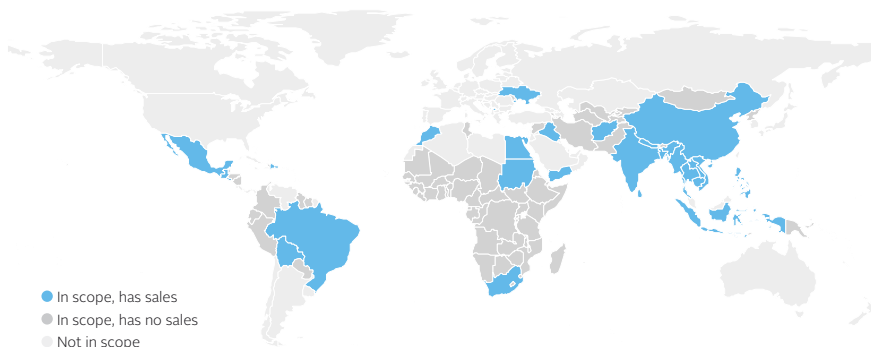 In scope, has sales
In scope, has no sales
Not in scope